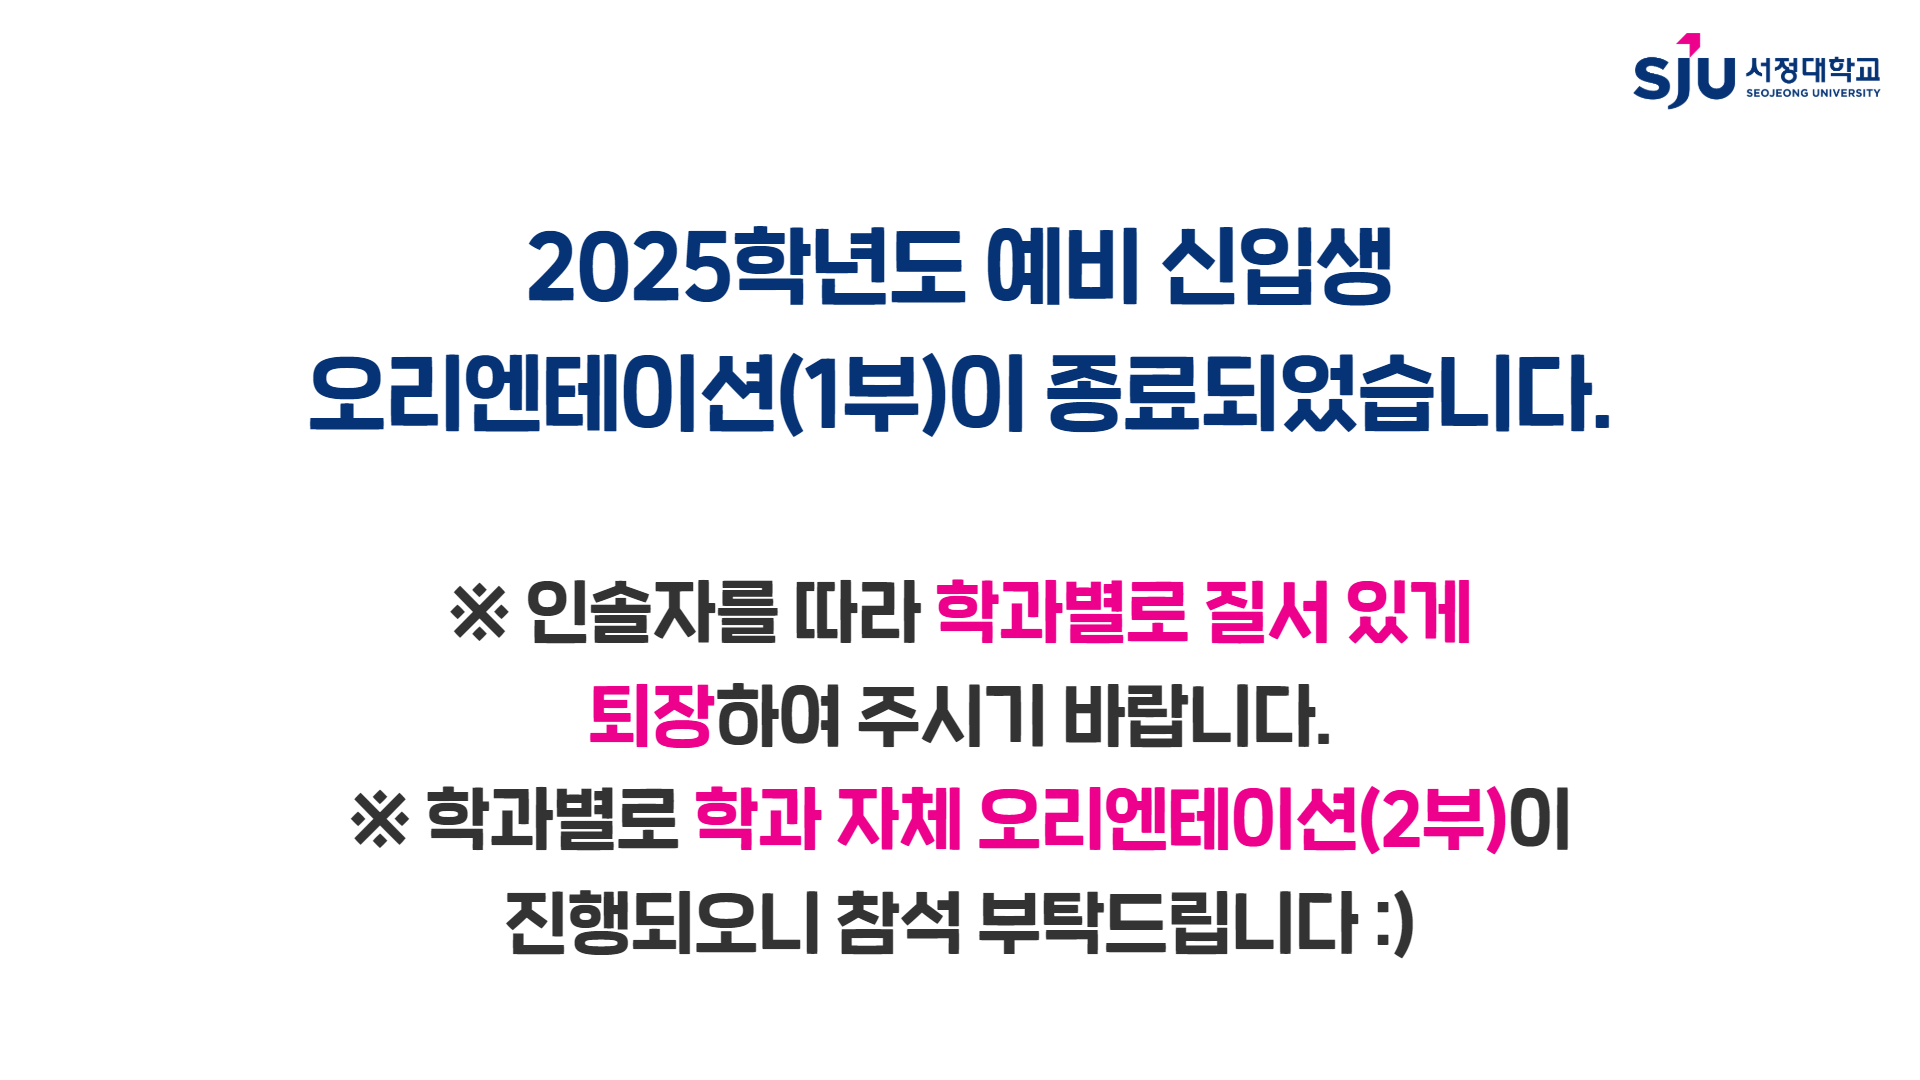 SJU 서정대학교
SEOJEONG UNIVERSITY
2025학년도 예비 신입생
오리엔테이션(1부)이 종료되었습니다.
※ 인솔자를 따라 학과별로 질서 있게
퇴장하여 주시기 바랍니다.
※ 학과별로 학과 자체 오리엔테이션(2부)이
진행되오니 참석 부탁드립니다 :)